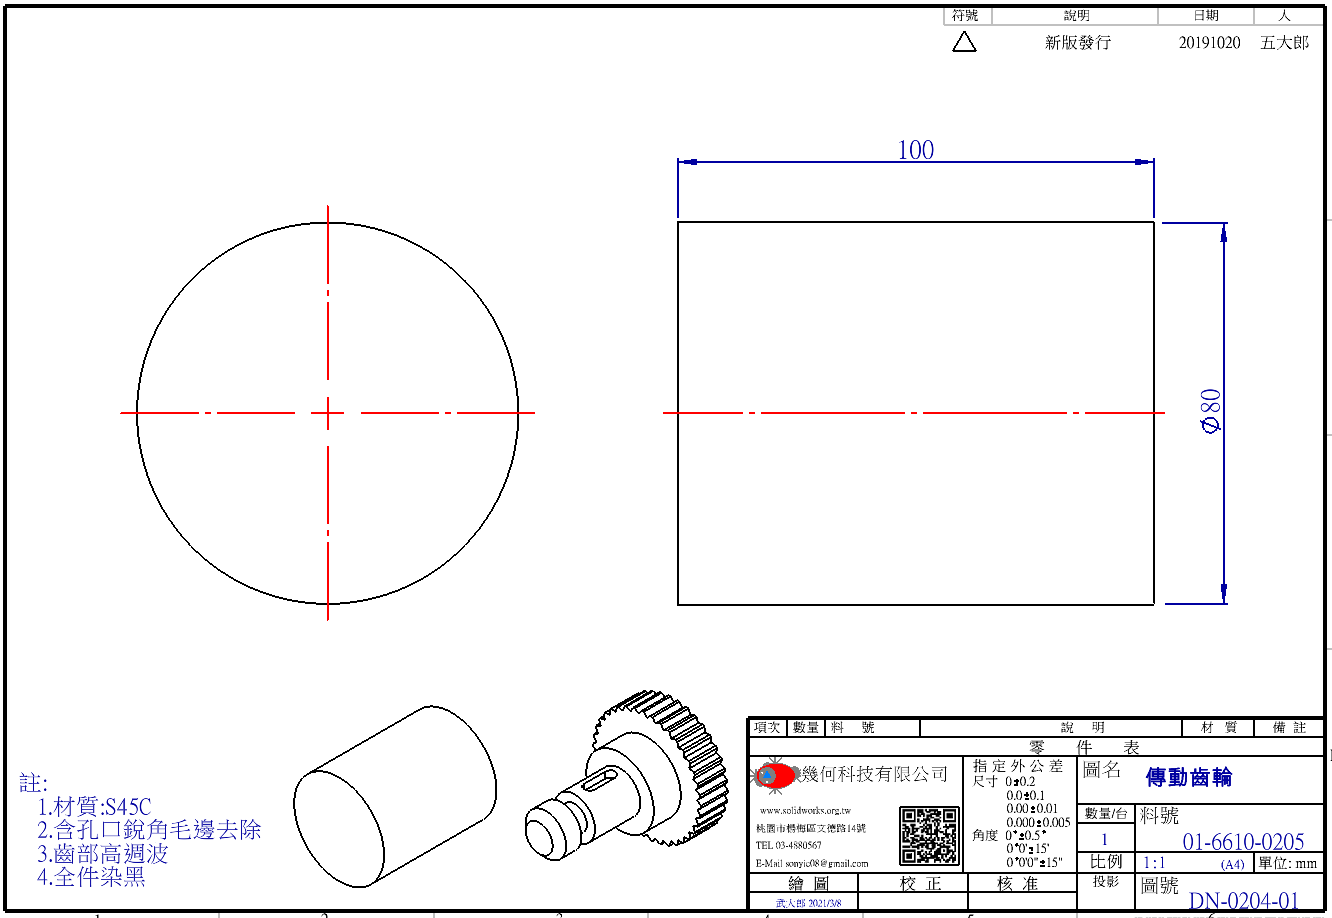 符號 說明 日期 人
新版發行 20191020 五大郎
100
Ø80
註:
1.材質:S45C
2.含孔口銳角毛邊去除
3.齒部高週波
4.全件染黑
項次 數量 料 號 說 明 材 質 備 註
零 件 表
幾何科技有限公司
www.solidworks.org.tw
桃園市楊梅區文德路14號
TEL 03-4880567
E-Mail sonyic08@gmail.com
指定外公差
尺寸 0±0.2
0.0±0.1
0.00±0.01
0.000±0.005
角度 0°±0.5°
0°0'±15'
0°0'0"±15"
圖名 傳動齒輪
數量/台 料號
1 01-6610-0205
比例 1:1 (A4) 單位: mm
投影 圖號 DN-0204-01
繪 圖 校 正 核 准
武大郎 2021/3/8